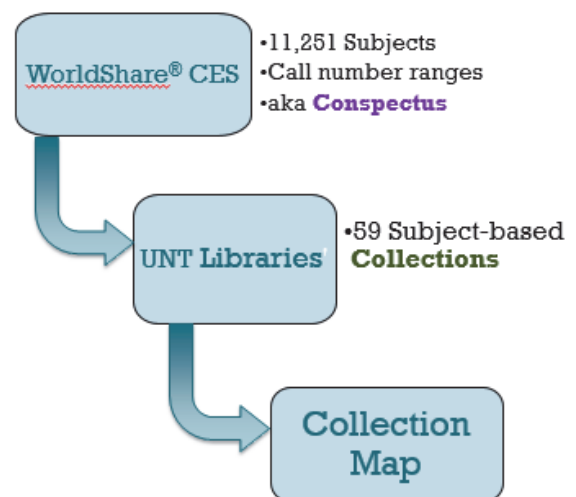 WorldShare® CES
•11,251 Subjects
•Call number ranges
•aka Conspectus
UNT Libraries'
•59 Subject-based
Collections
Collection
Map